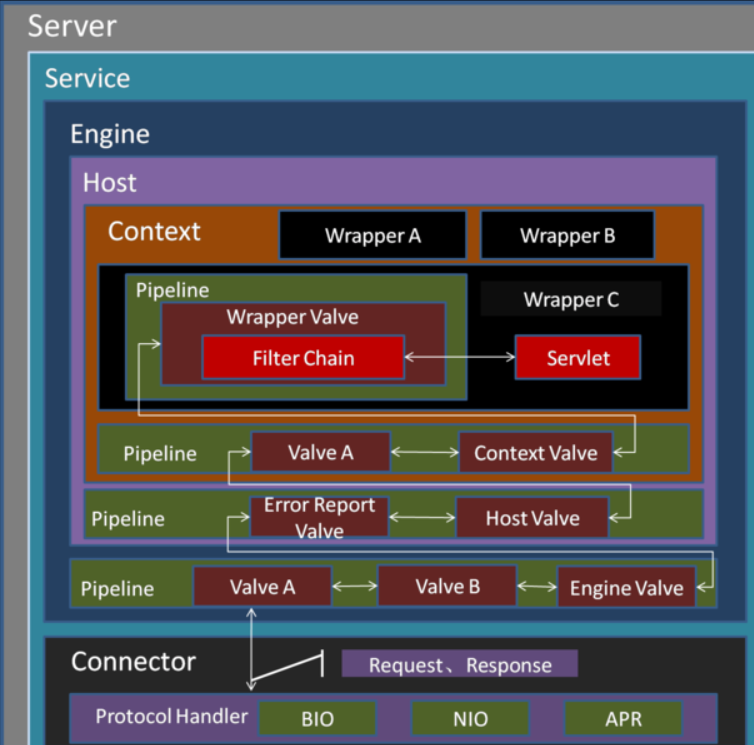 Server
Service
Engine
Host
Context
Wrapper A
Wrapper B
Pipeline
Wrapper C
Wrapper Valve
Filter Chain
Servlet
Pipeline
Valve A
Context Valve
Pipeline
Error Report
Valve
Host Valve
Pipeline
Valve A
Valve B
Engine Valve
Connector
Request、Response
Protocol Handler
BIO
NIO
APR